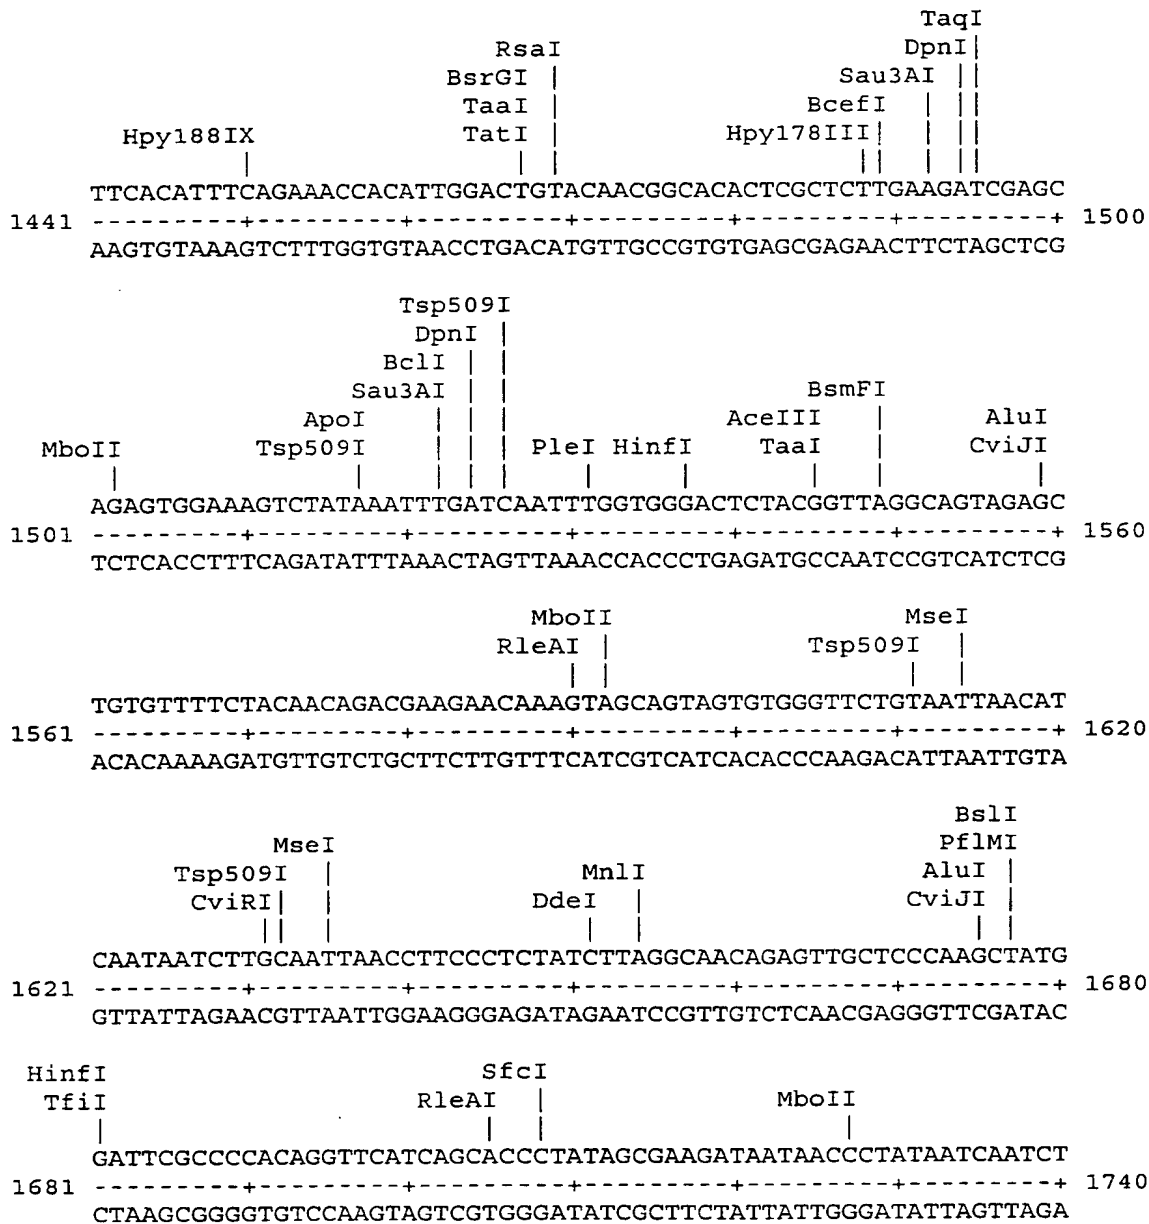 TaqI
RsaI DpnI|
BsrGI | Sau3AI ||
TaaI | BcefI | ||
Hpy188IX TatI | Hpy178III| | ||
| | | || | ||
TTCACATTTCAGAAACCACATTGGACTGTACAACGGCACACTCGCTCTTGAAGATCGAGC
1441 ---------+---------+---------+---------+---------+---------+ 1500
AAGTGTAAAGTCTTTGGTGTAACCTGACATGTTGCCGTGTGAGCGAGAACTTCTAGCTCG
Tsp509I
DpnI |
BclI | |
Sau3AI | | BsmFI
ApoI | | | AceIII | AluI
MboII Tsp509I | | | PleI HinfI TaaI | CviJI
| | | | | | | | | |
AGAGTGGAAAGTCTATAAATTTGATCAATTTGGTGGGACTCTACGGTTAGGCAGTAGAGC
1501 ---------+---------+---------+---------+---------+---------+ 1560
TCTCACCTTTCAGATATTTAAACTAGTTAAACCACCCTGAGATGCCAATCCGTCATCTCG
MboII MseI
RleAI | Tsp509I |
| | | |
TGTGTTTTCTACAACAGACGAAGAACAAAGTAGCAGTAGTGTGGGTTCTGTAATTAACAT
1561 ---------+---------+---------+---------+---------+---------+ 1620
ACACAAAAGATGTTGTCTGCTTCTTGTTTCATCGTCATCACACCCAAGACATTAATTGTA
BslI
MseI PflMI
Tsp509I | MnlI AluI |
CviRI| | DdeI | CviJI |
|| | | | | |
CAATAATCTTGCAATTAACCTTCCCTCTATCTTAGGCAACAGAGTTGCTCCCAAGCTATG
1621 ---------+---------+---------+---------+---------+---------+ 1680
GTTATTAGAACGTTAATTGGAAGGGAGATAGAATCCGTTGTCTCAACGAGGGTTCGATAC
HinfI SfcI
TfiI RleAI | MboII
| | | |
GATTCGCCCCACAGGTTCATCAGCACCCTATAGCGAAGATAATAACCCTATAATCAATCT
1681 ---------+---------+---------+---------+---------+---------+ 1740
CTAAGCGGGGTGTCCAAGTAGTCGTGGGATATCGCTTCTATTATTGGGATATTAGTTAGA